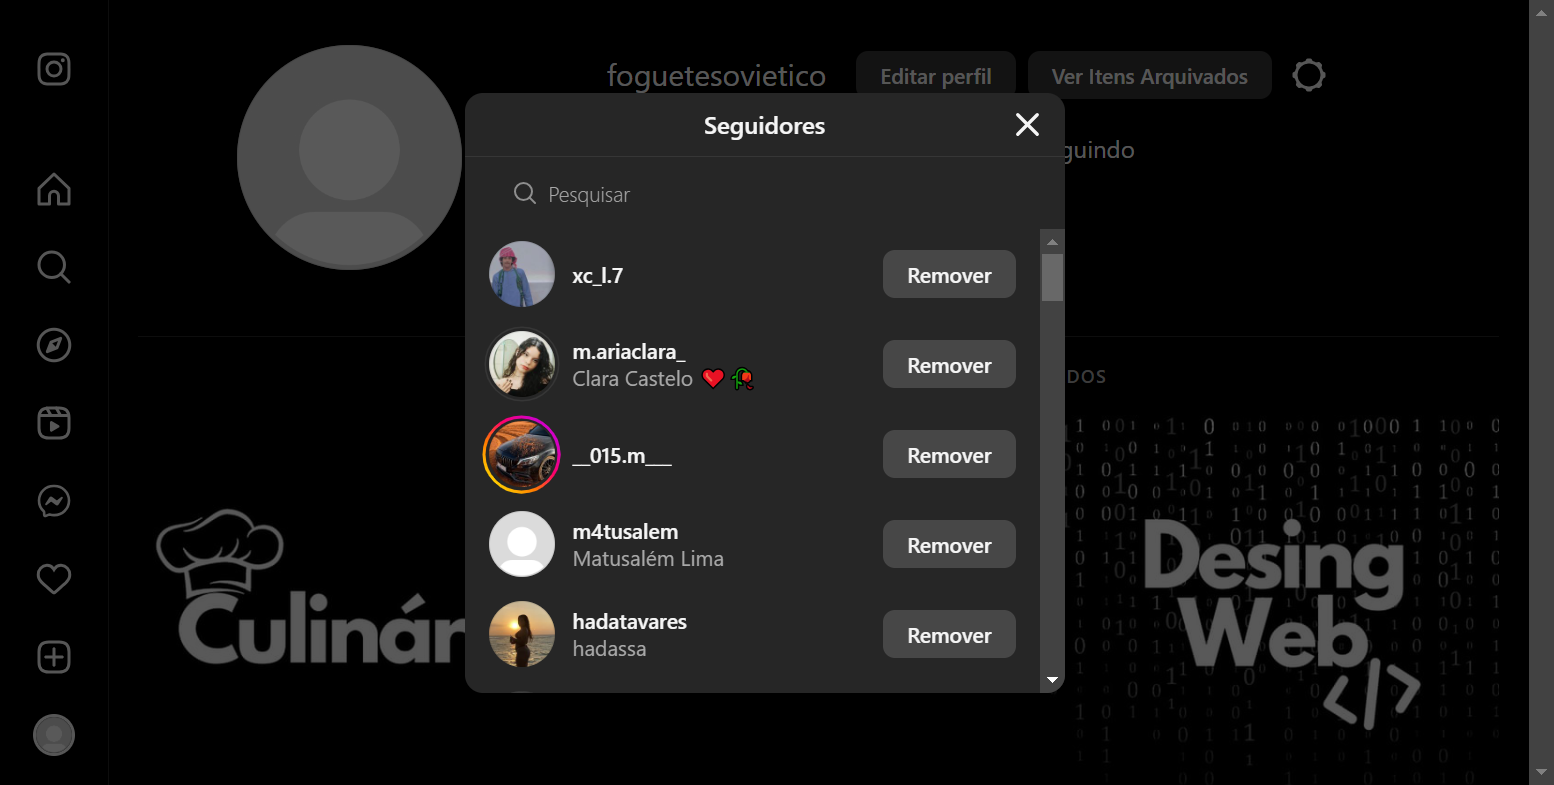 foguetesovietico
Editar perfil
Ver Itens Arquivados
Seguidores
guindo
Pesquisar
xc_l.7
Remover
m.ariaclara_
Clara Castelo ❤️🥀
Remover
__015.m___
Remover
m4tusalem
Matusalém Lima
Remover
hadatavares
hadassa
Remover
DOS
Culinár
Desing
Web
</>